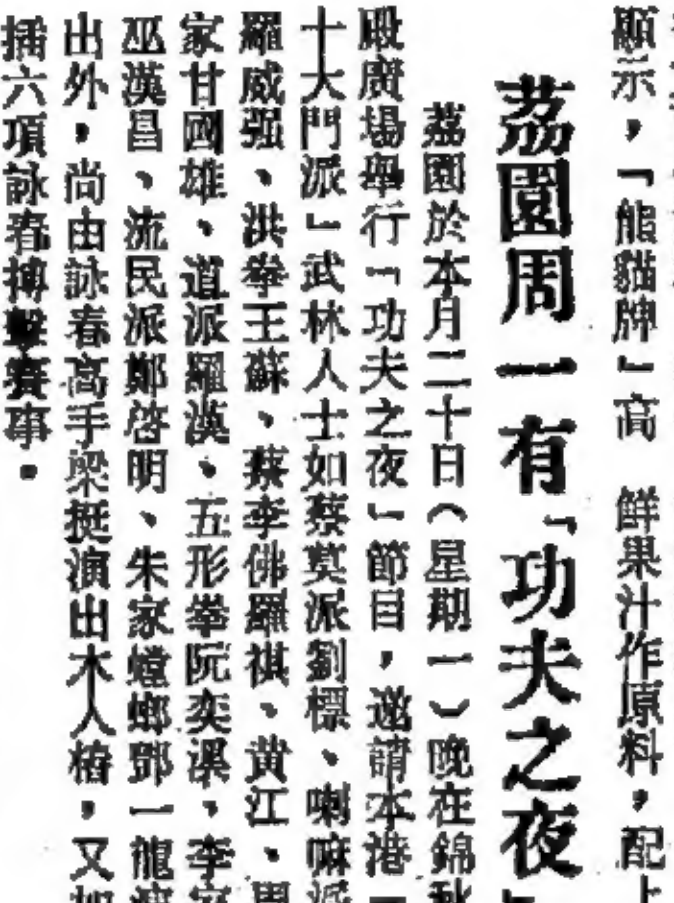 顯示，「熊貓牌」高　鮮果汁作原料，配上
荔園周一有「功夫之夜」
荔園於本月二十日（星期一）晚在錦秋
殿廣場舉行「功夫之夜」節目，邀請本港
十大門派」武林人士如蔡莫派劉標、喇嘛派
羅威强、洪拳王蘇、蔡李佛羅祺、黃江、周
家甘國雄、道派羅漢、五形拳阮奕淇，李家
巫漢昌、流民派鄭啓明、朱家螳螂鄧一龍
出外，尚由詠春高手梁挺演出木人樁，又加
插六項詠春搏擊賽事。